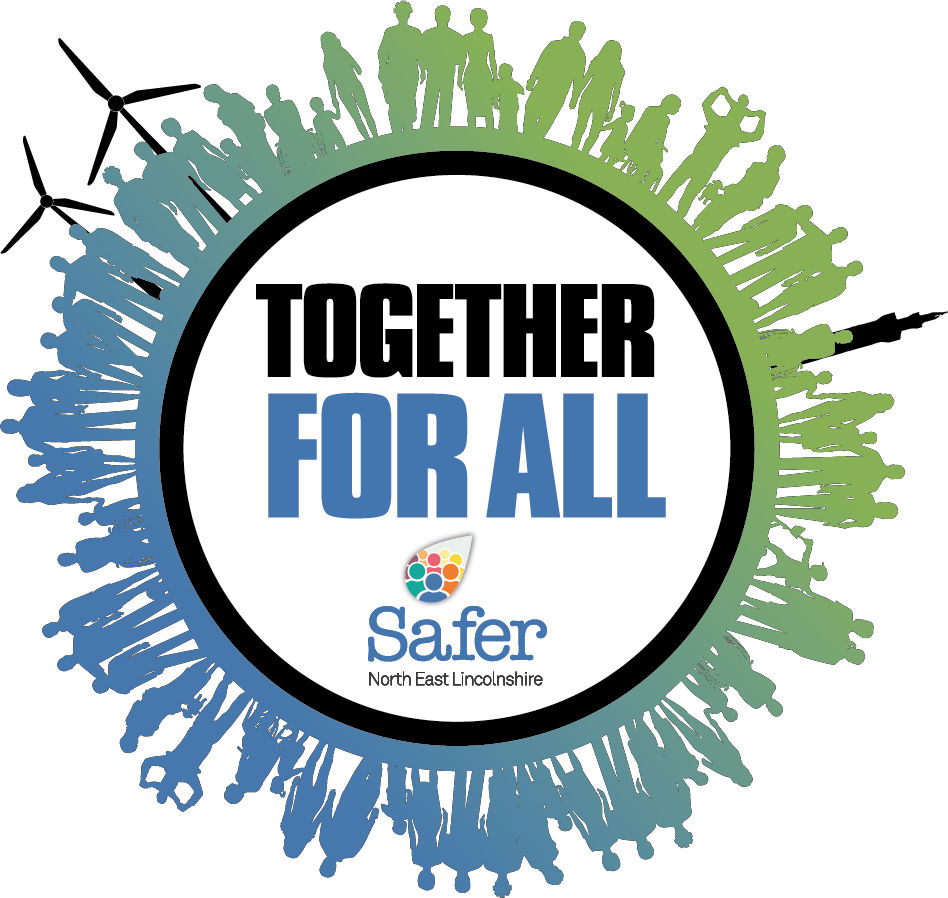 TOGETHER
FOR ALL
Safer
North East Lincolnshire